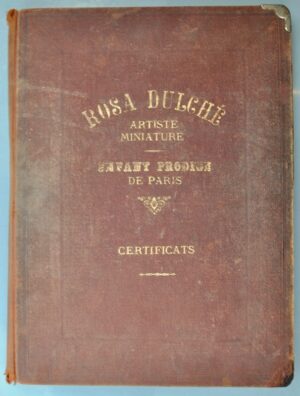 ROSA DULCHÉ
ARTISTE
MINIATURE
ENFANT PRODIGE
DE PARIS
CERTIFICATS